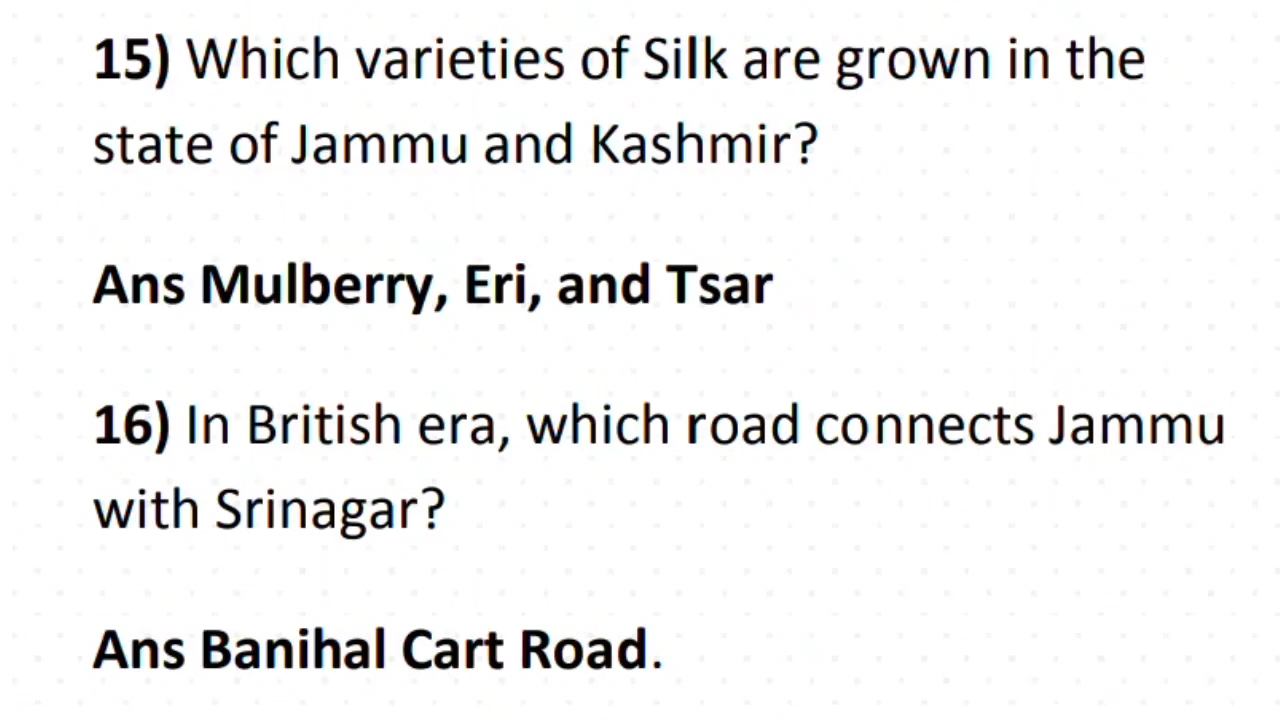 15) Which varieties of Silk are grown in the
state of Jammu and Kashmir?
Ans Mulberry, Eri, and Tsar
16) In British era, which road connects Jammu
with Srinagar?
Ans Banihal Cart Road.